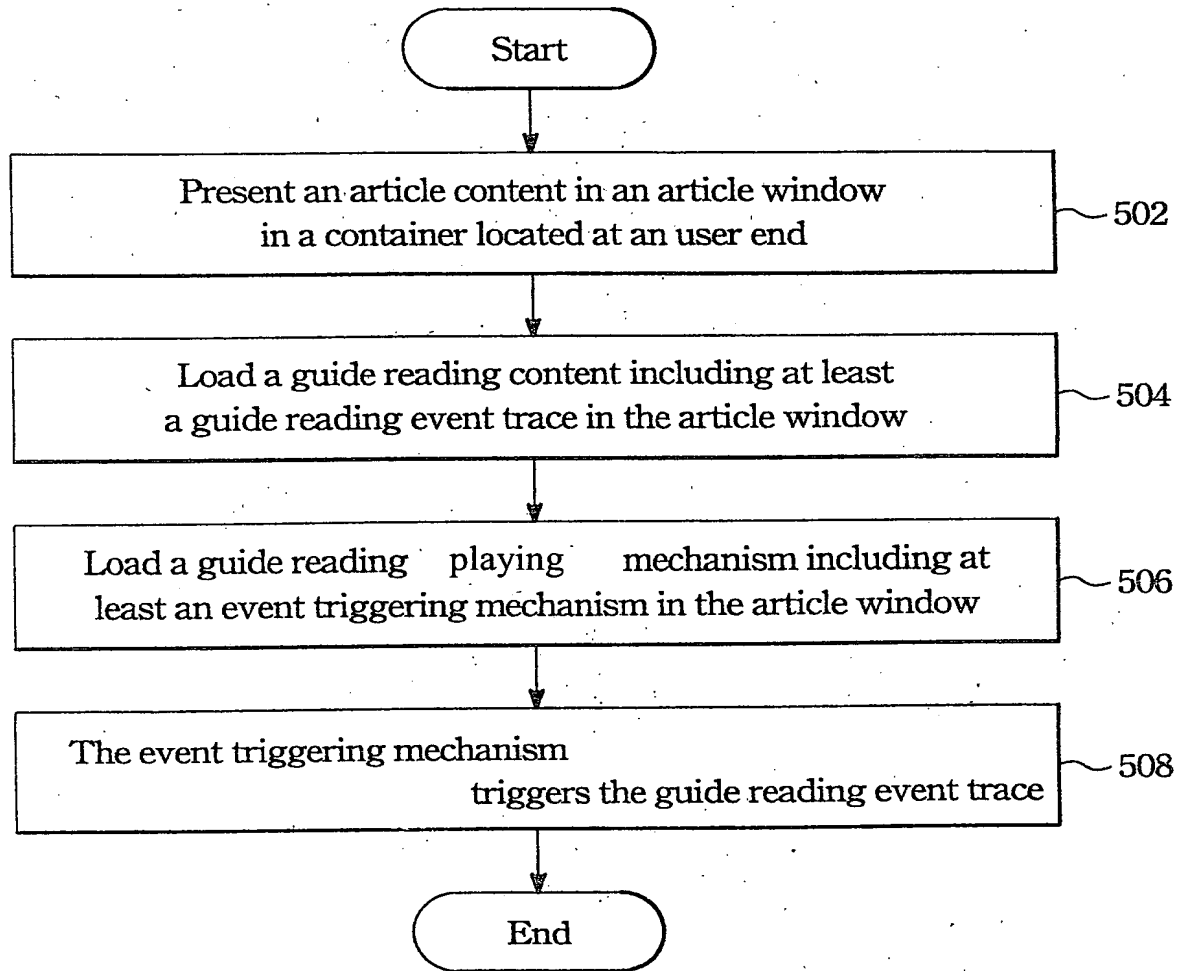 Start
Present an article content in an article window
in a container located at an user end
502
Load a guide reading content including at least
a guide reading event trace in the article window
504
Load a guide reading playing mechanism including at
least an event triggering mechanism in the article window
506
The event triggering mechanism
triggers the guide reading event trace
508
End